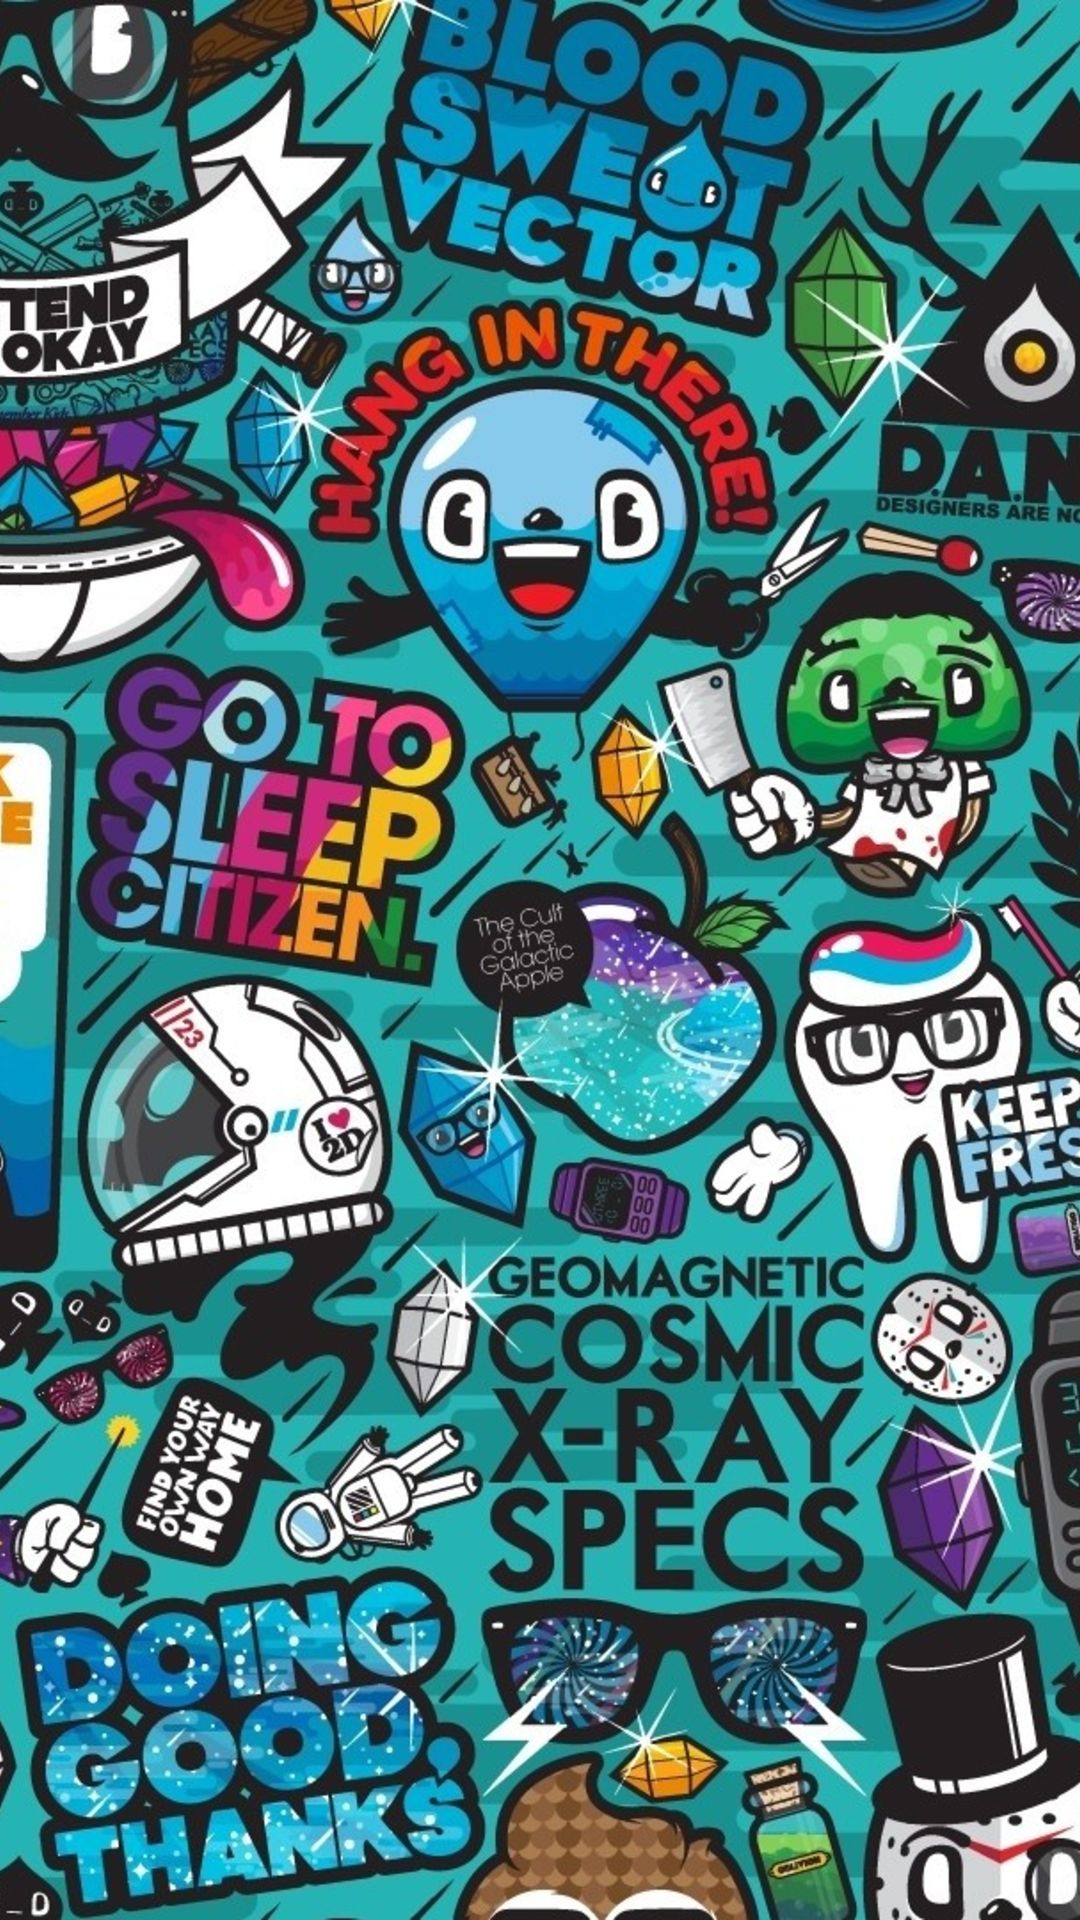 BLOOD
SWEAT
VECTOR
TEND
OKAY
HANG IN THERE!
D.A.N
DESIGNERS ARE NO
GO TO
SLEEP
CITIZEN.
K
E
The Cult
of the
Galactic
Apple
23
I ♥
2D
KEEP
FRES
GEOMAGNETIC
COSMIC
X-RAY
SPECS
FIND YOUR
OWN WAY
HOME
DOING
GOOD,
THANKS
OBLIVION